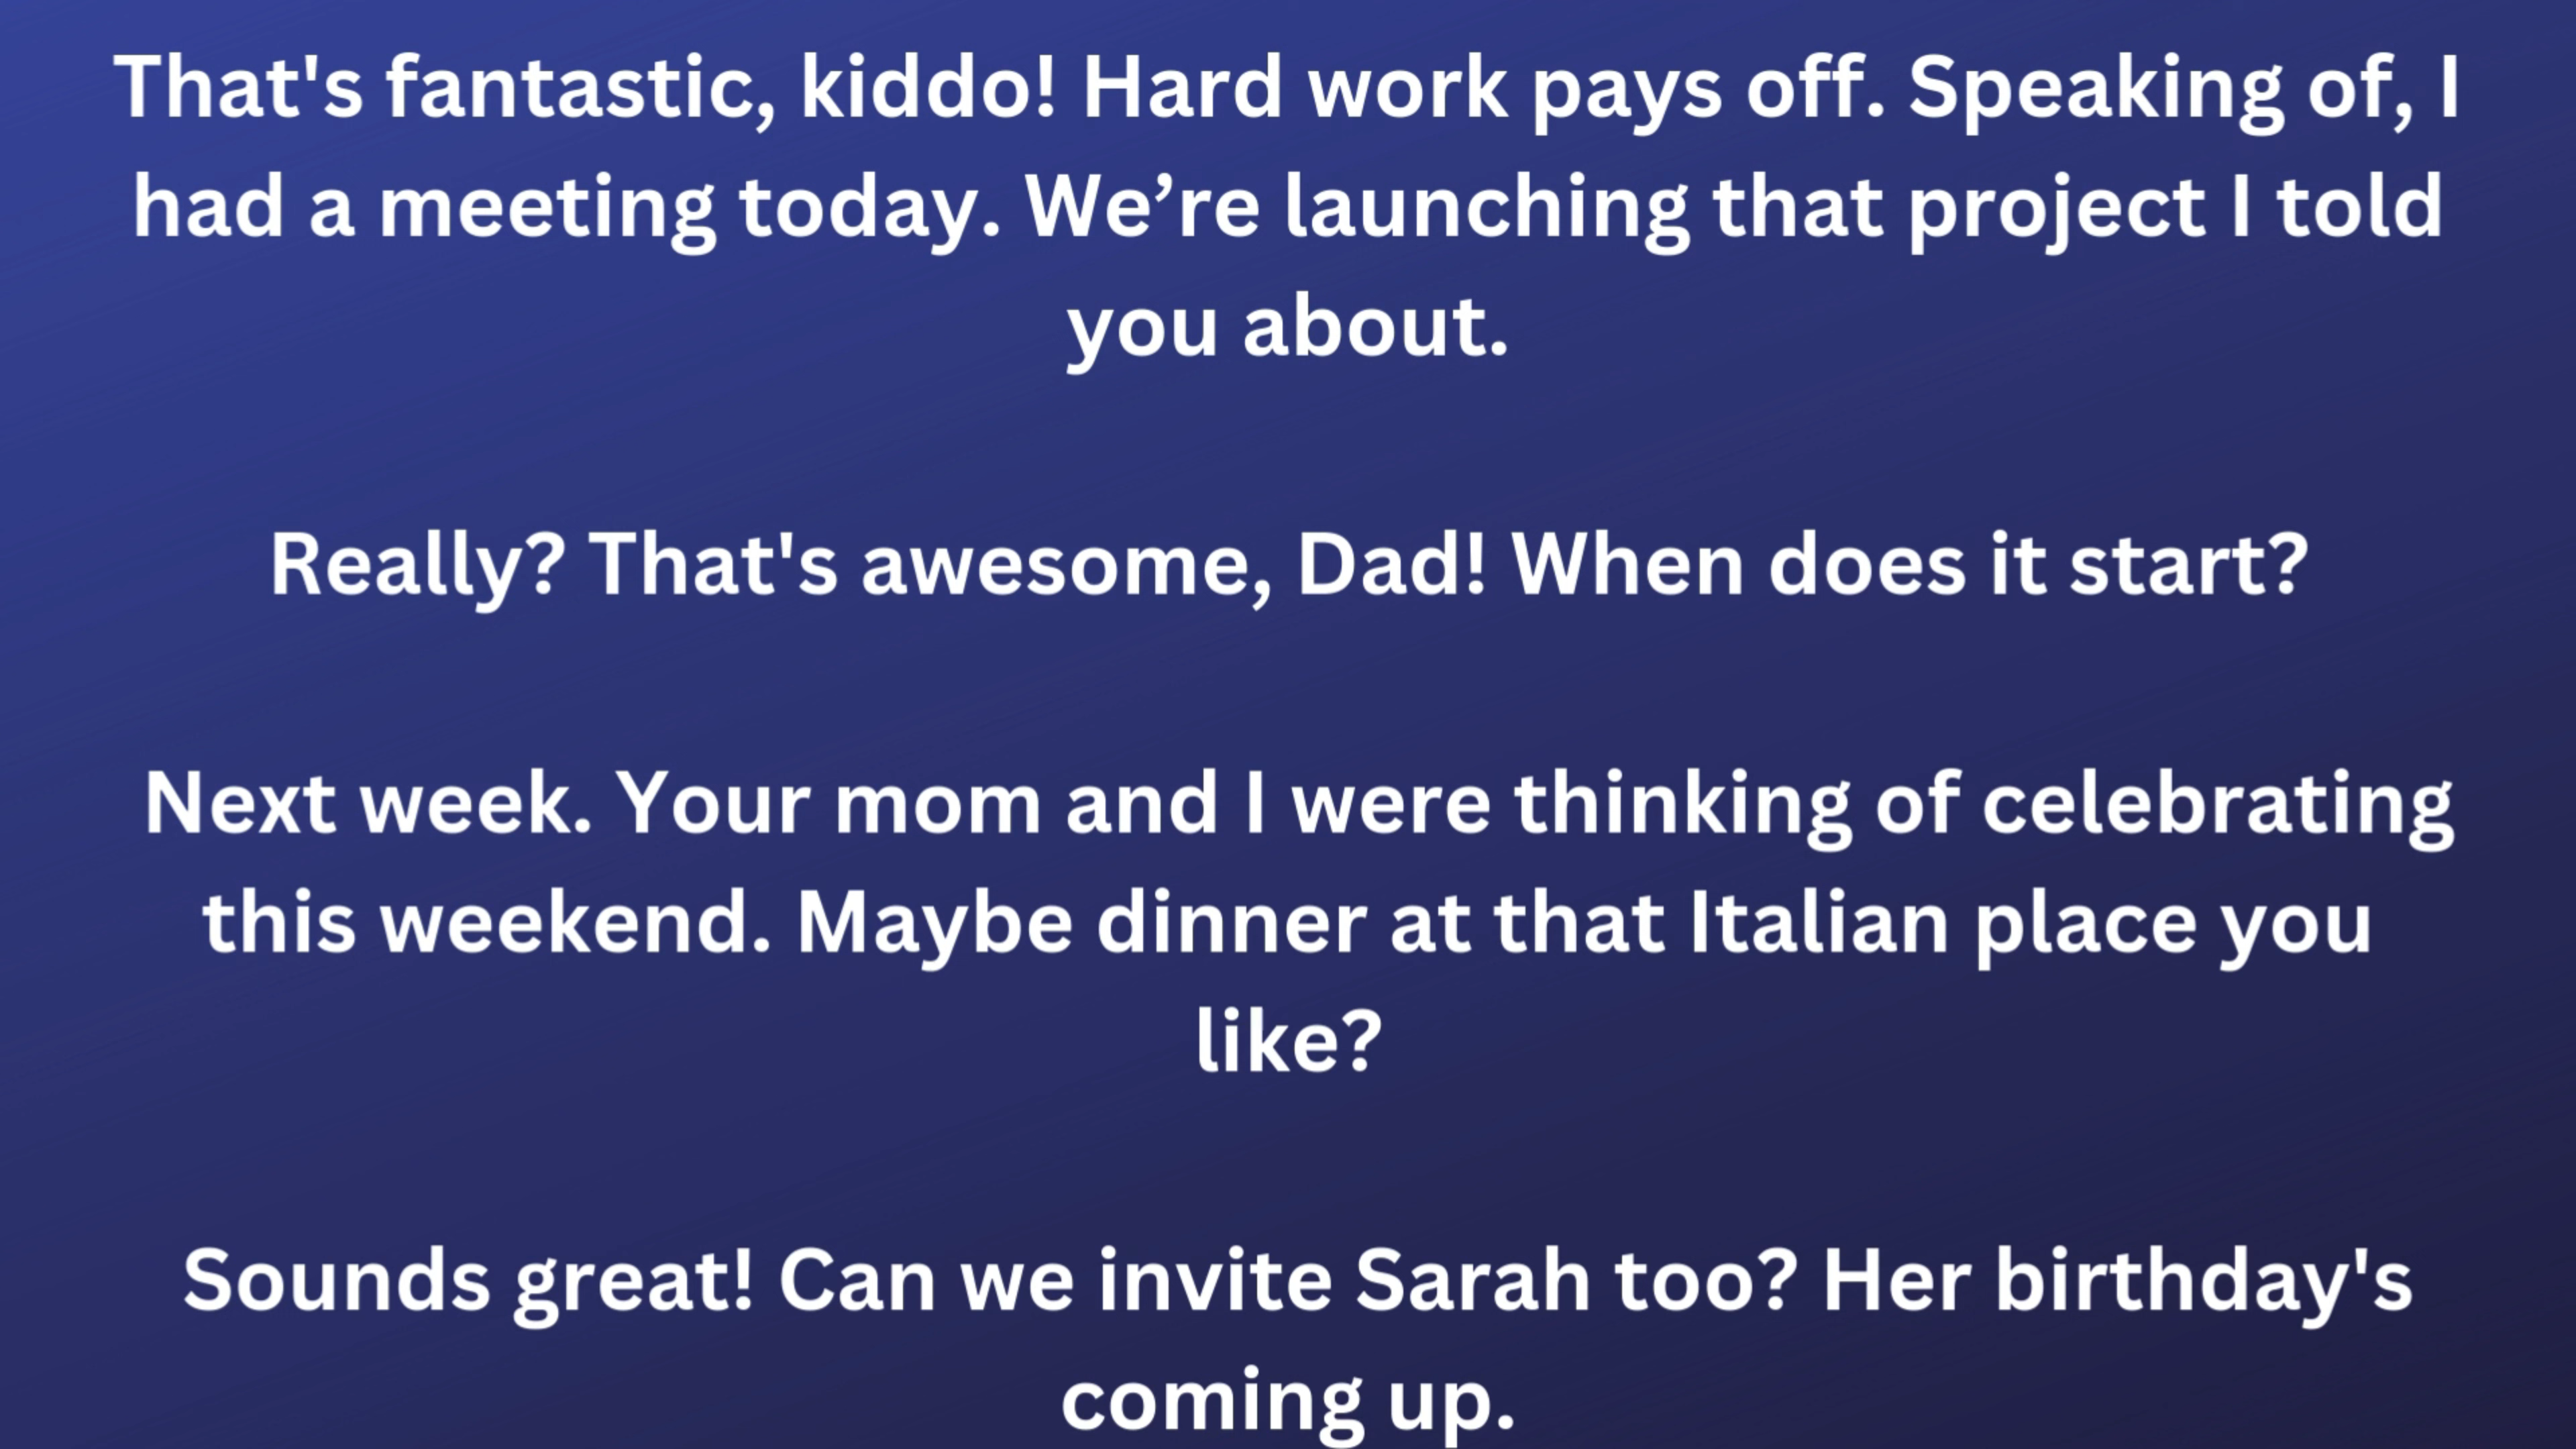 That's fantastic, kiddo! Hard work pays off. Speaking of, I
had a meeting today. We’re launching that project I told
you about.
Really? That's awesome, Dad! When does it start?
Next week. Your mom and I were thinking of celebrating
this weekend. Maybe dinner at that Italian place you
like?
Sounds great! Can we invite Sarah too? Her birthday's
coming up.